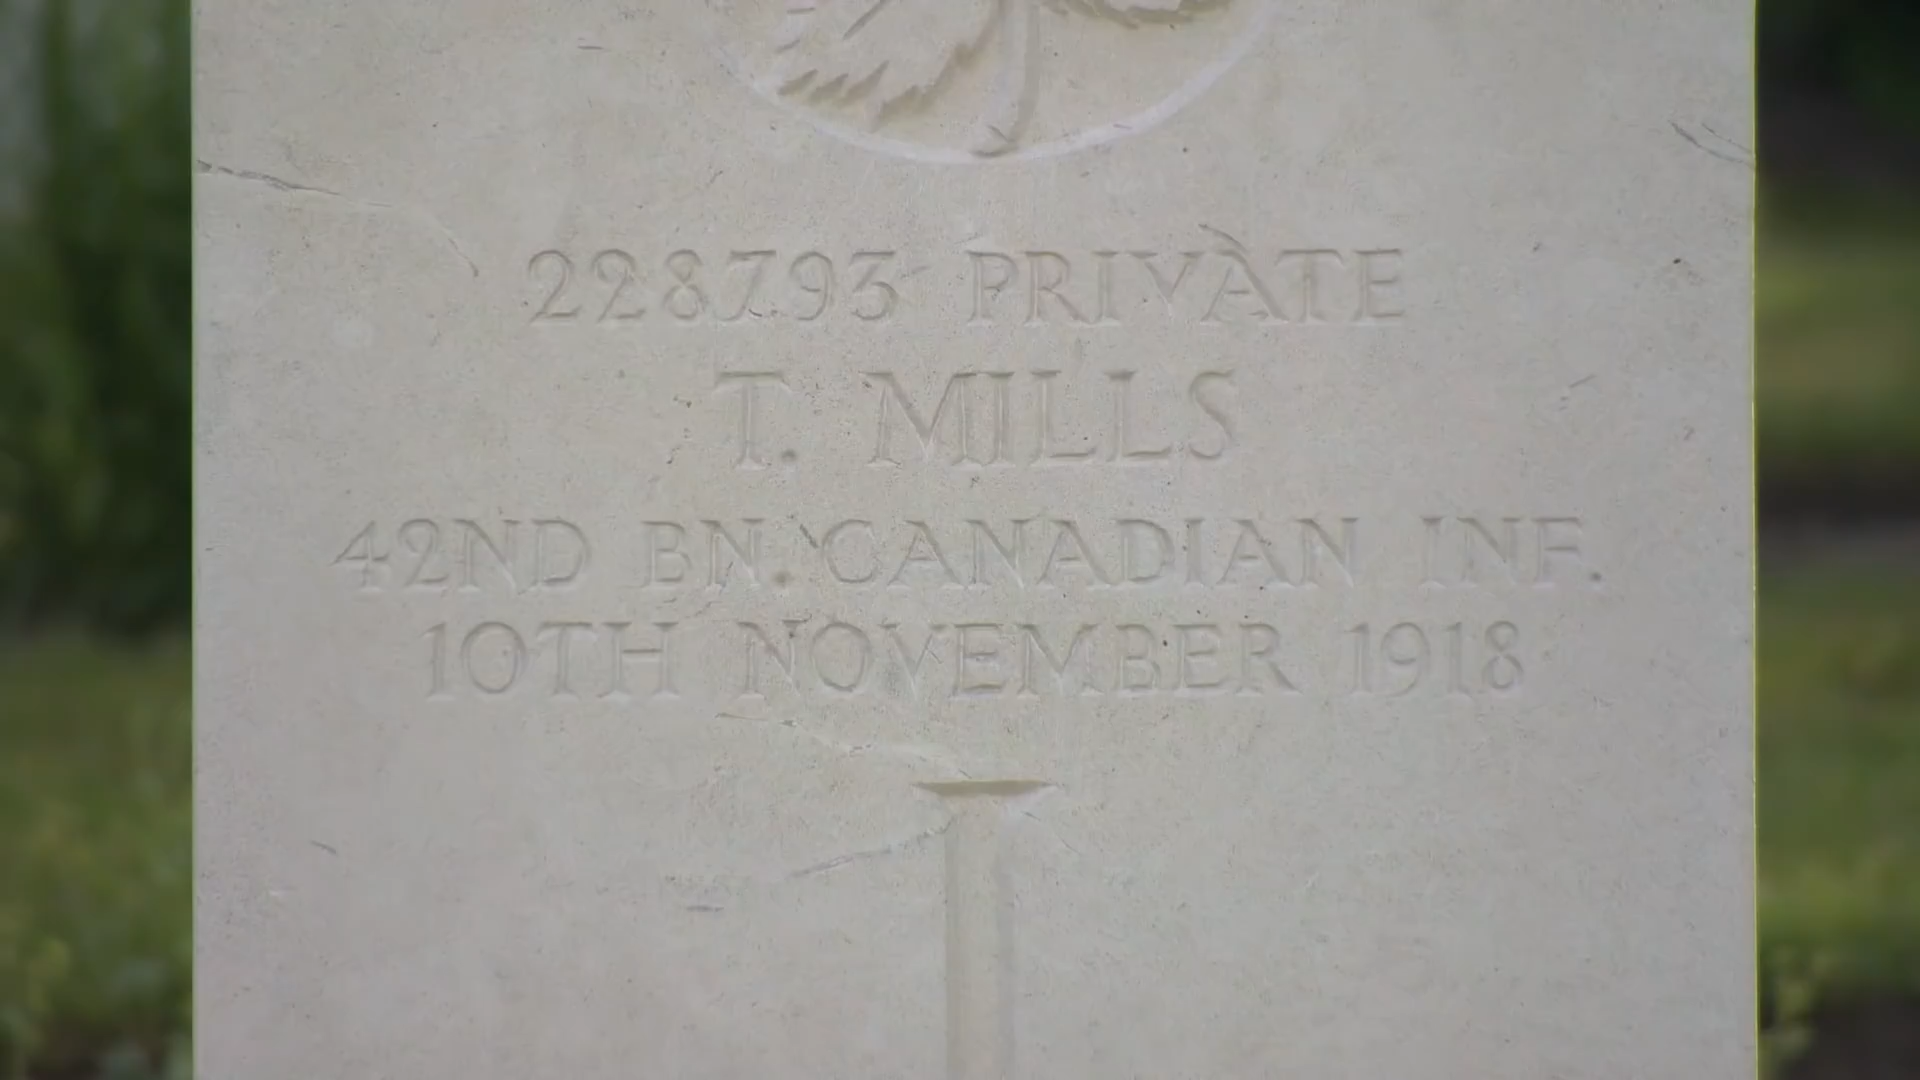 228793 PRIVATE
T. MILLS
42ND BN. CANADIAN INF.
10TH NOVEMBER 1918